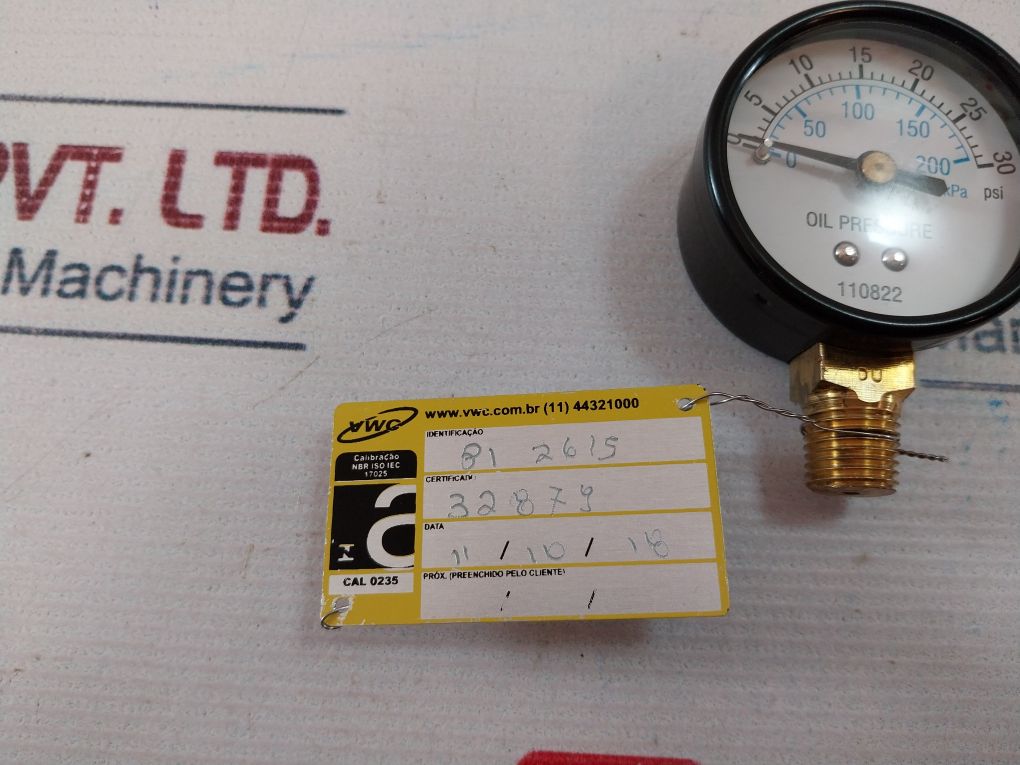 PVT. LTD.
Machinery
0 5 10 15 20 25 30
0 50 100 150 200
kPa psi
OIL PRESSURE
110822
VWC
www.vwc.com.br (11) 44321000
IDENTIFICAÇÃO
PI 2615
Calibração
NBR ISO IEC
17025
CERTIFICADO
32879
DATA
11 / 10 / 18
CAL 0235
PRÓX. (PREENCHIDO PELO CLIENTE)
/ /